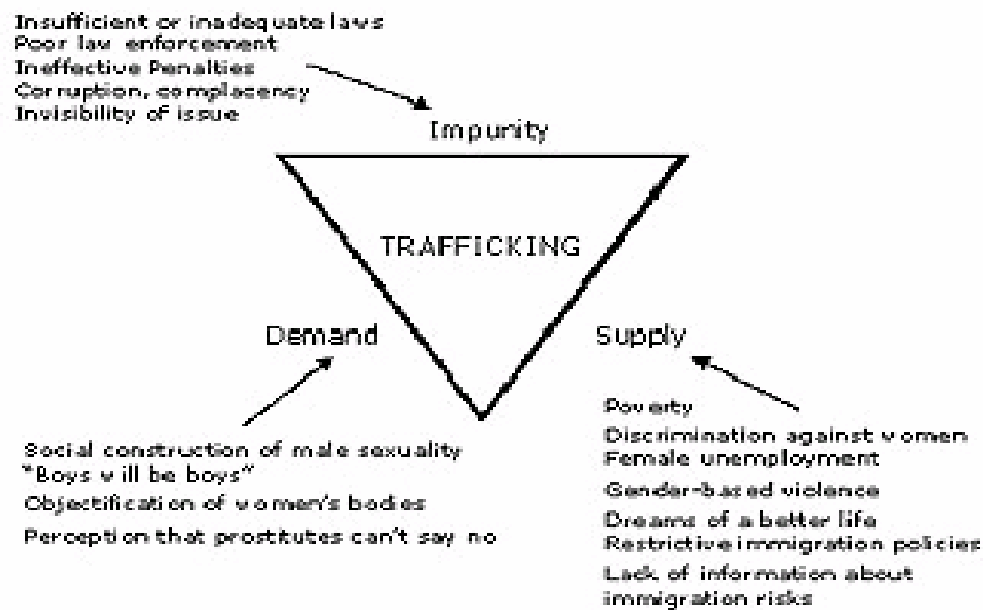 Insufficient or inadequate laws
Poor law enforcement
Ineffective Penalties
Corruption, complacency
Invisibility of issue
Impunity
TRAFFICKING
Demand
Supply
Social construction of male sexuality
"Boys will be boys"
Objectification of women's bodies
Perception that prostitutes can't say no
Poverty
Discrimination against women
Female unemployment
Gender-based violence
Dreams of a better life
Restrictive immigration policies
Lack of information about
immigration risks